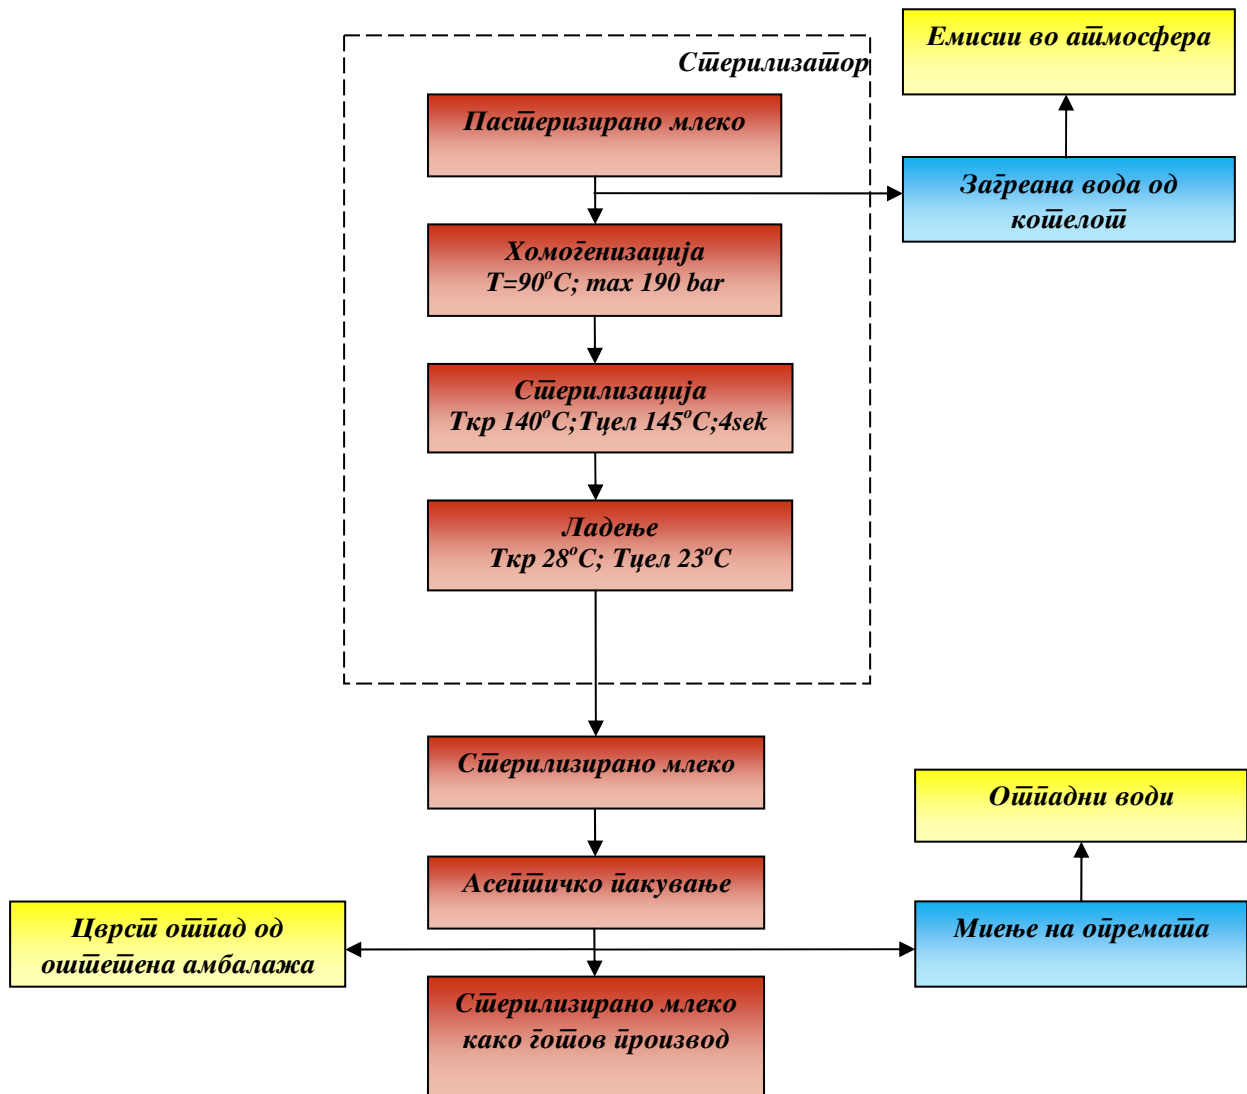 Емисии во атмосфера
Стерилизатор
Пастеризирано млеко
Загреана вода од
котелот
Хомогенизација
T=90°C; max 190 bar
Стерилизација
Ткр 140°C;Тцел 145°C;4sek
Ладење
Ткр 28°C; Тцел 23°C
Стерилизирано млеко
Отпадни води
Асептичко пакување
Цврст отпад од
оштетена амбалажа
Миење на опремата
Стерилизирано млеко
како готов производ